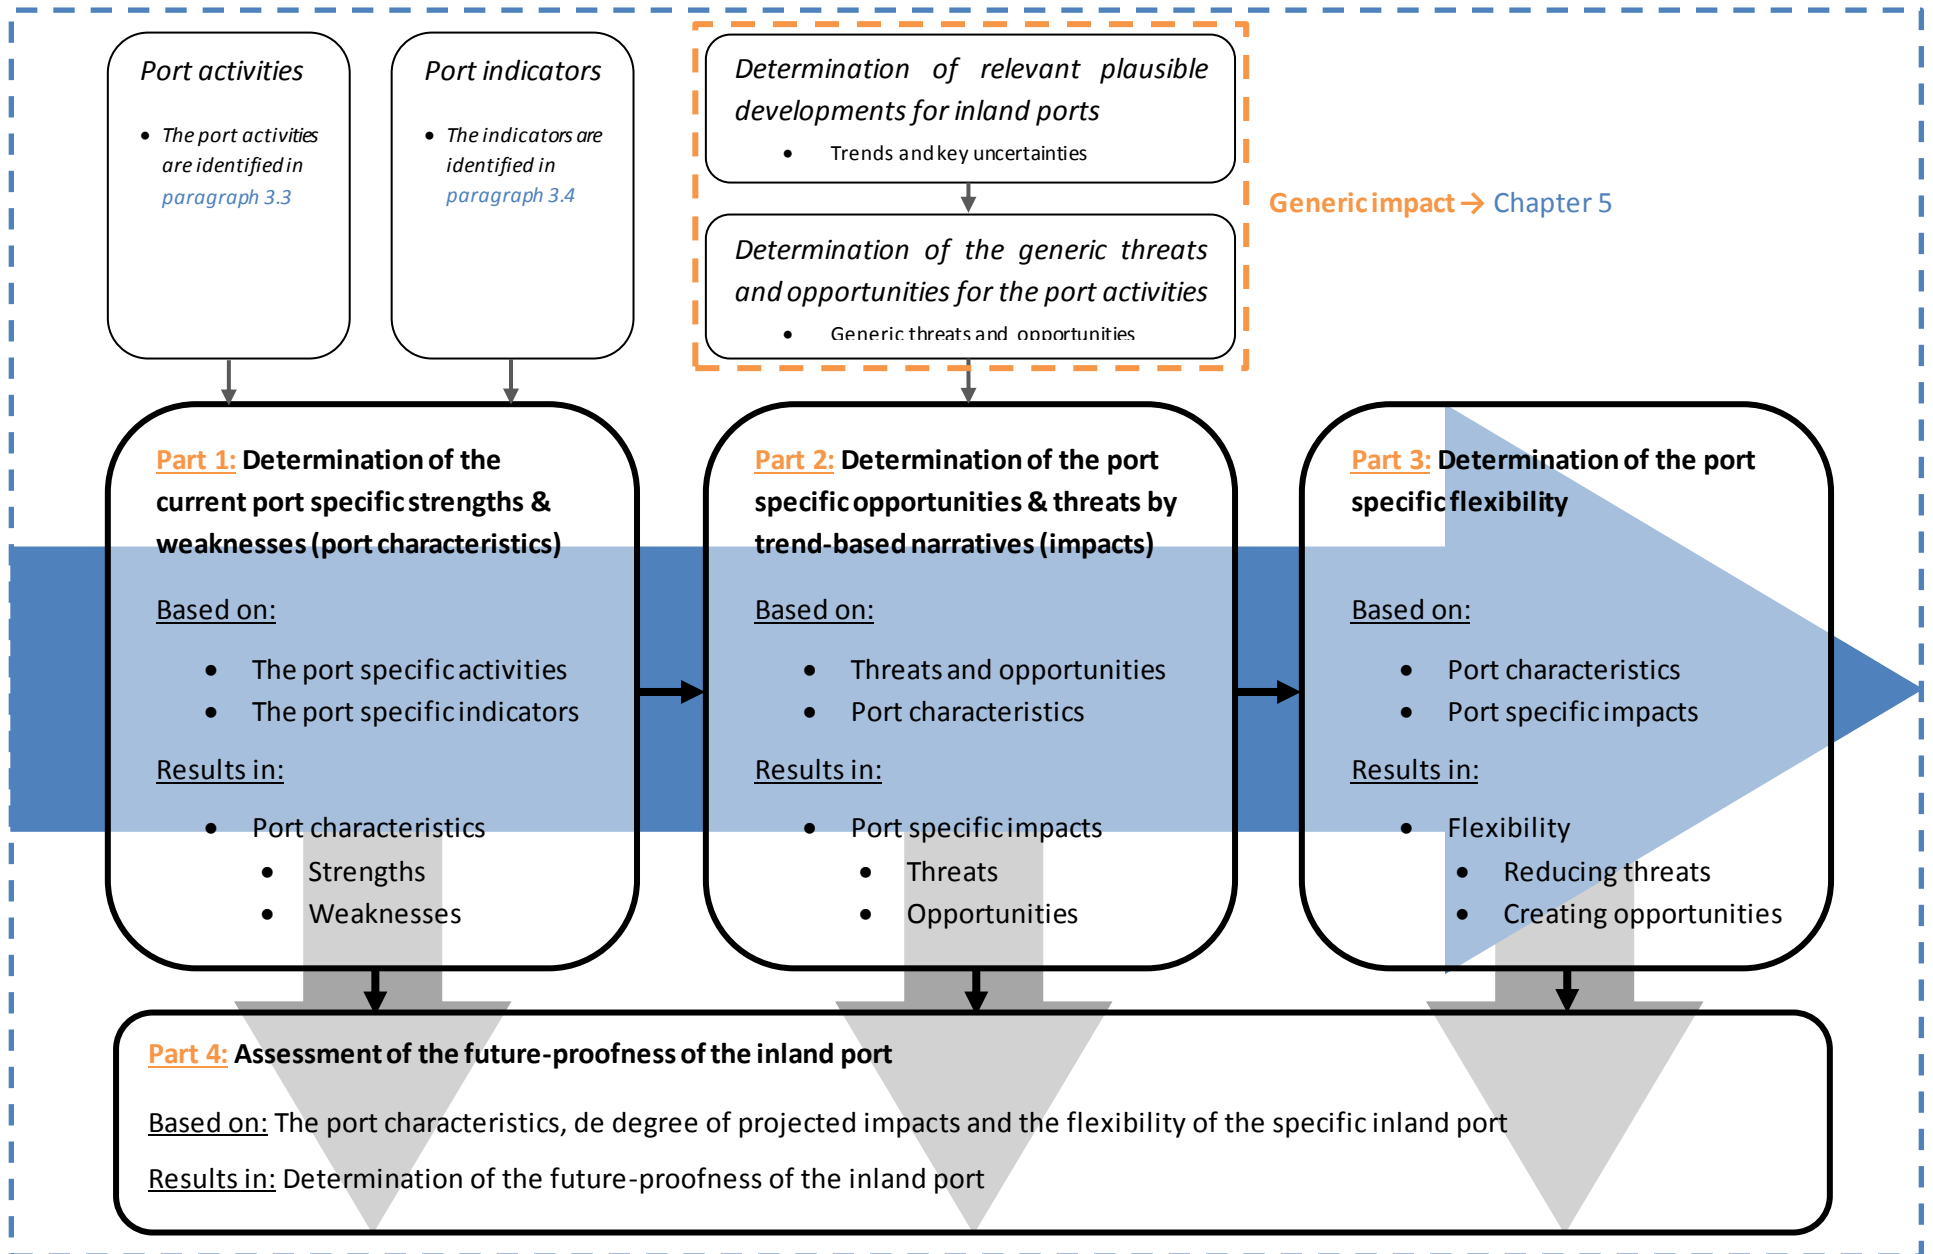 Port activities
• The port activities
are identified in
paragraph 3.3
Port indicators
• The indicators are
identified in
paragraph 3.4
Determination of relevant plausible
developments for inland ports
• Trends and key uncertainties
Determination of the generic threats
and opportunities for the port activities
• Generic threats and opportunities
Generic impact → Chapter 5
Part 1: Determination of the
current port specific strengths &
weaknesses (port characteristics)
Based on:
• The port specific activities
• The port specific indicators
Results in:
• Port characteristics
• Strengths
• Weaknesses
Part 2: Determination of the port
specific opportunities & threats by
trend-based narratives (impacts)
Based on:
• Threats and opportunities
• Port characteristics
Results in:
• Port specific impacts
• Threats
• Opportunities
Part 3: Determination of the port
specific flexibility
Based on:
• Port characteristics
• Port specific impacts
Results in:
• Flexibility
• Reducing threats
• Creating opportunities
Part 4: Assessment of the future-proofness of the inland port
Based on: The port characteristics, de degree of projected impacts and the flexibility of the specific inland port
Results in: Determination of the future-proofness of the inland port